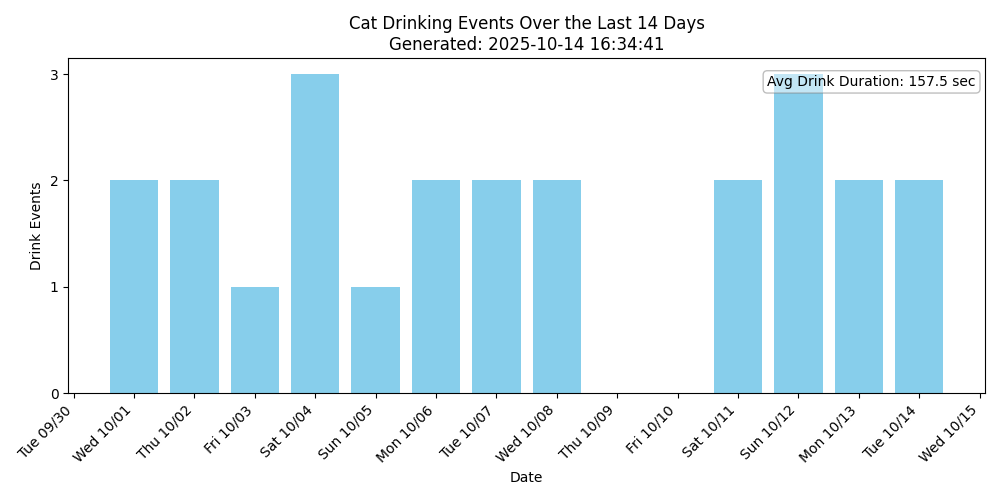 Cat Drinking Events Over the Last 14 Days
Generated: 2025-10-14 16:34:41
Avg Drink Duration: 157.5 sec
Drink Events
3
2
1
0
Tue 09/30
Wed 10/01
Thu 10/02
Fri 10/03
Sat 10/04
Sun 10/05
Mon 10/06
Tue 10/07
Wed 10/08
Thu 10/09
Fri 10/10
Sat 10/11
Sun 10/12
Mon 10/13
Tue 10/14
Wed 10/15
Date